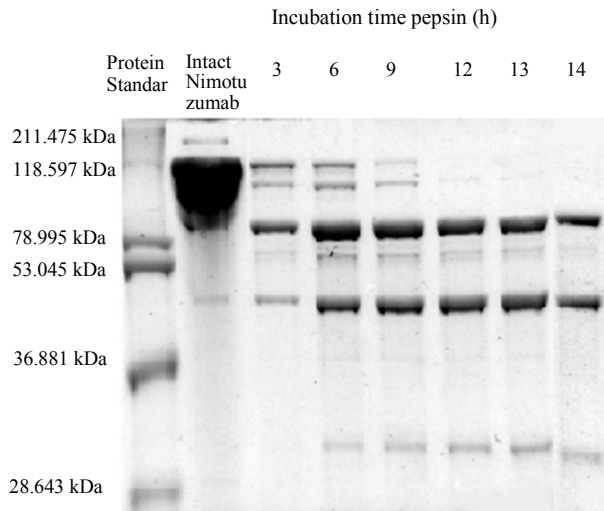 Incubation time pepsin (h)
Protein Standar
Intact Nimotu zumab
3 6 9 12 13 14
211.475 kDa
118.597 kDa
78.995 kDa
53.045 kDa
36.881 kDa
28.643 kDa